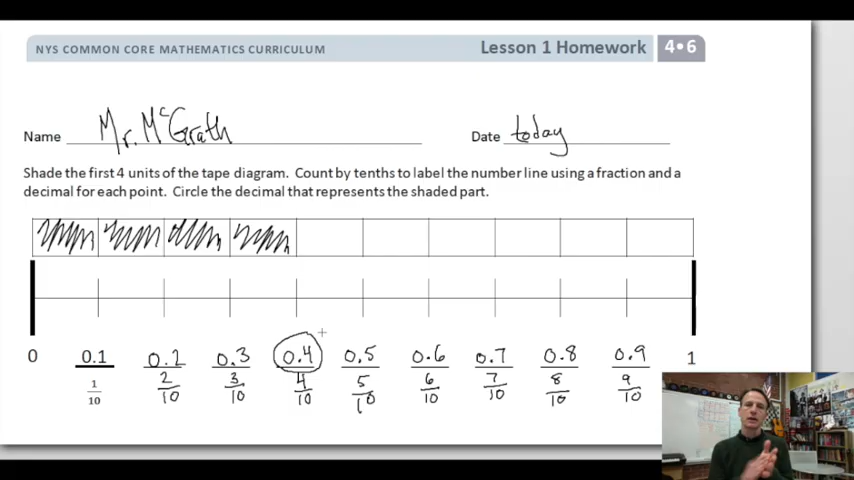 NYS COMMON CORE MATHEMATICS CURRICULUM Lesson 1 Homework 4•6
Name Mr. McGrath Date today
Shade the first 4 units of the tape diagram. Count by tenths to label the number line using a fraction and a
decimal for each point. Circle the decimal that represents the shaded part.
0 0.1 0.2 0.3 0.4 0.5 0.6 0.7 0.8 0.9 1
1/10 2/10 3/10 4/10 5/10 6/10 7/10 8/10 9/10